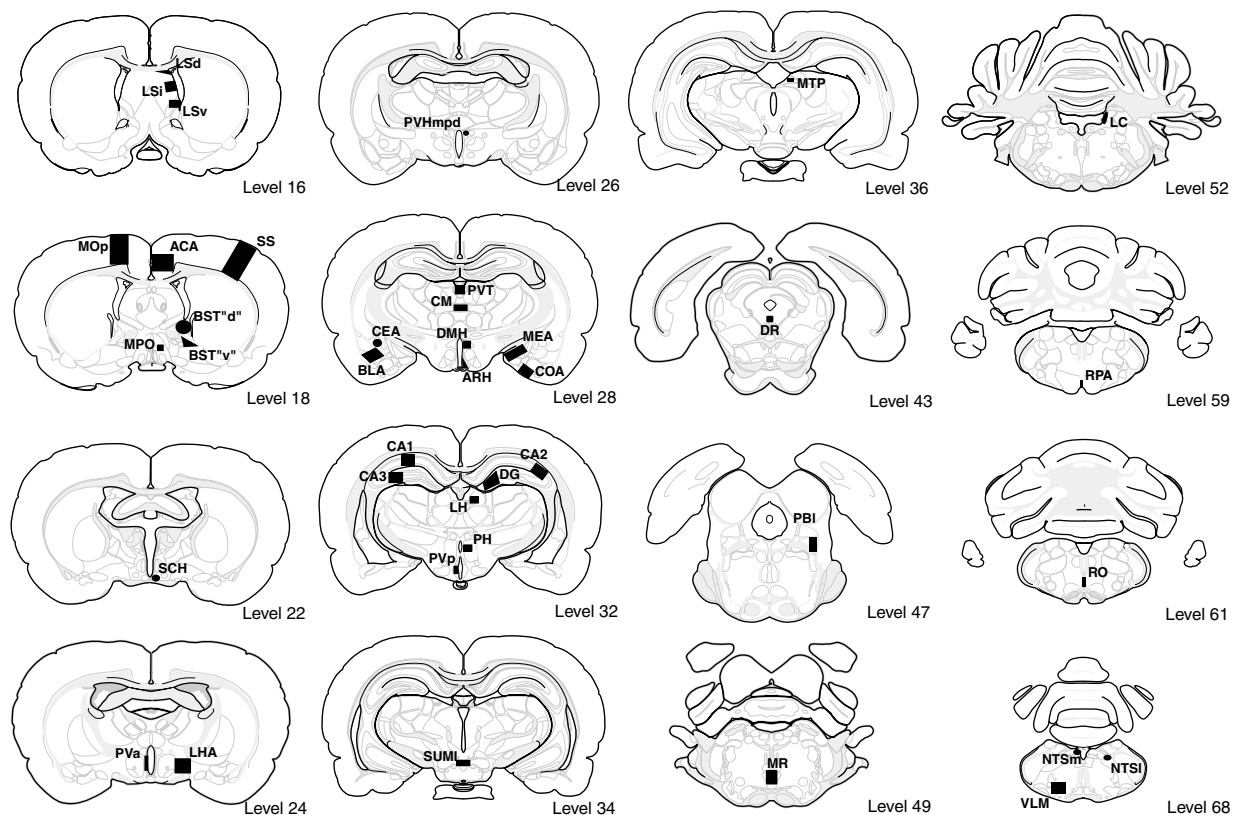 LSd
LSi
LSv
Level 16
PVHmpd
Level 26
MTP
Level 36
LC
Level 52
MOp
ACA
SS
BST"d"
MPO
BST"v"
Level 18
PVT
CM
CEA
DMH
MEA
BLA
ARH
COA
Level 28
DR
Level 43
RPA
Level 59
SCH
Level 22
CA1
CA2
CA3
DG
LH
PH
PVp
Level 32
PBl
Level 47
RO
Level 61
PVa
LHA
Level 24
SUMl
Level 34
MR
Level 49
NTSm
NTSl
VLM
Level 68